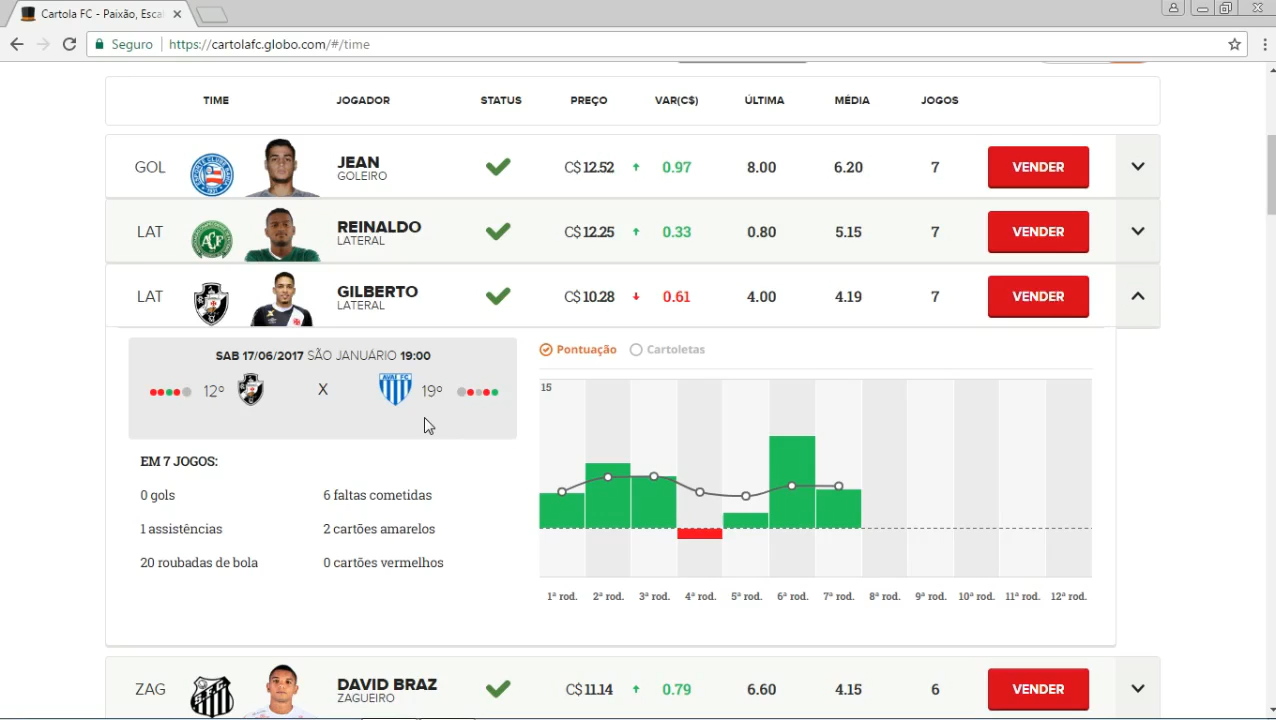 Cartola FC - Paixão, Esca
Seguro | https://cartolafc.globo.com/#/time
TIME JOGADOR STATUS PREÇO VAR(C$) ÚLTIMA MÉDIA JOGOS
GOL JEAN C$ 12.52 0.97 8.00 6.20 7 VENDER
GOLEIRO
LAT ACF REINALDO C$ 12.25 0.33 0.80 5.15 7 VENDER
LATERAL
LAT GILBERTO C$ 10.28 0.61 4.00 4.19 7 VENDER
LATERAL
SAB 17/06/2017 SÃO JANUÁRIO 19:00
12º X AVAÍ F.C. 19º
EM 7 JOGOS:
0 gols 6 faltas cometidas
1 assistências 2 cartões amarelos
20 roubadas de bola 0 cartões vermelhos
Pontuação Cartoletas
15
1ª rod. 2ª rod. 3ª rod. 4ª rod. 5ª rod. 6ª rod. 7ª rod. 8ª rod. 9ª rod. 10ª rod. 11ª rod. 12ª rod.
ZAG DAVID BRAZ C$ 11.14 0.79 6.60 4.15 6 VENDER
ZAGUEIRO